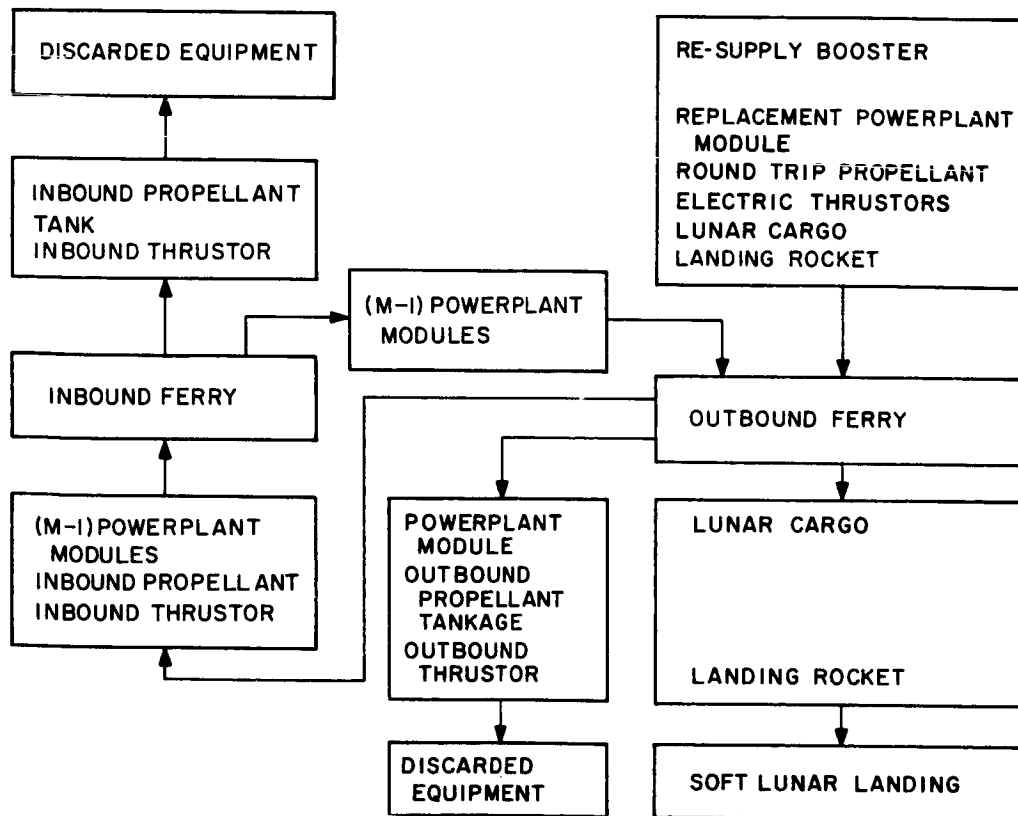 DISCARDED EQUIPMENT
INBOUND PROPELLANT
TANK
INBOUND THRUSTOR
INBOUND FERRY
(M-1) POWERPLANT
MODULES
INBOUND PROPELLANT
INBOUND THRUSTOR
(M-1) POWERPLANT
MODULES
POWERPLANT
MODULE
OUTBOUND
PROPELLANT
TANKAGE
OUTBOUND
THRUSTOR
DISCARDED
EQUIPMENT
RE-SUPPLY BOOSTER
REPLACEMENT POWERPLANT
MODULE
ROUND TRIP PROPELLANT
ELECTRIC THRUSTORS
LUNAR CARGO
LANDING ROCKET
OUTBOUND FERRY
LUNAR CARGO
LANDING ROCKET
SOFT LUNAR LANDING